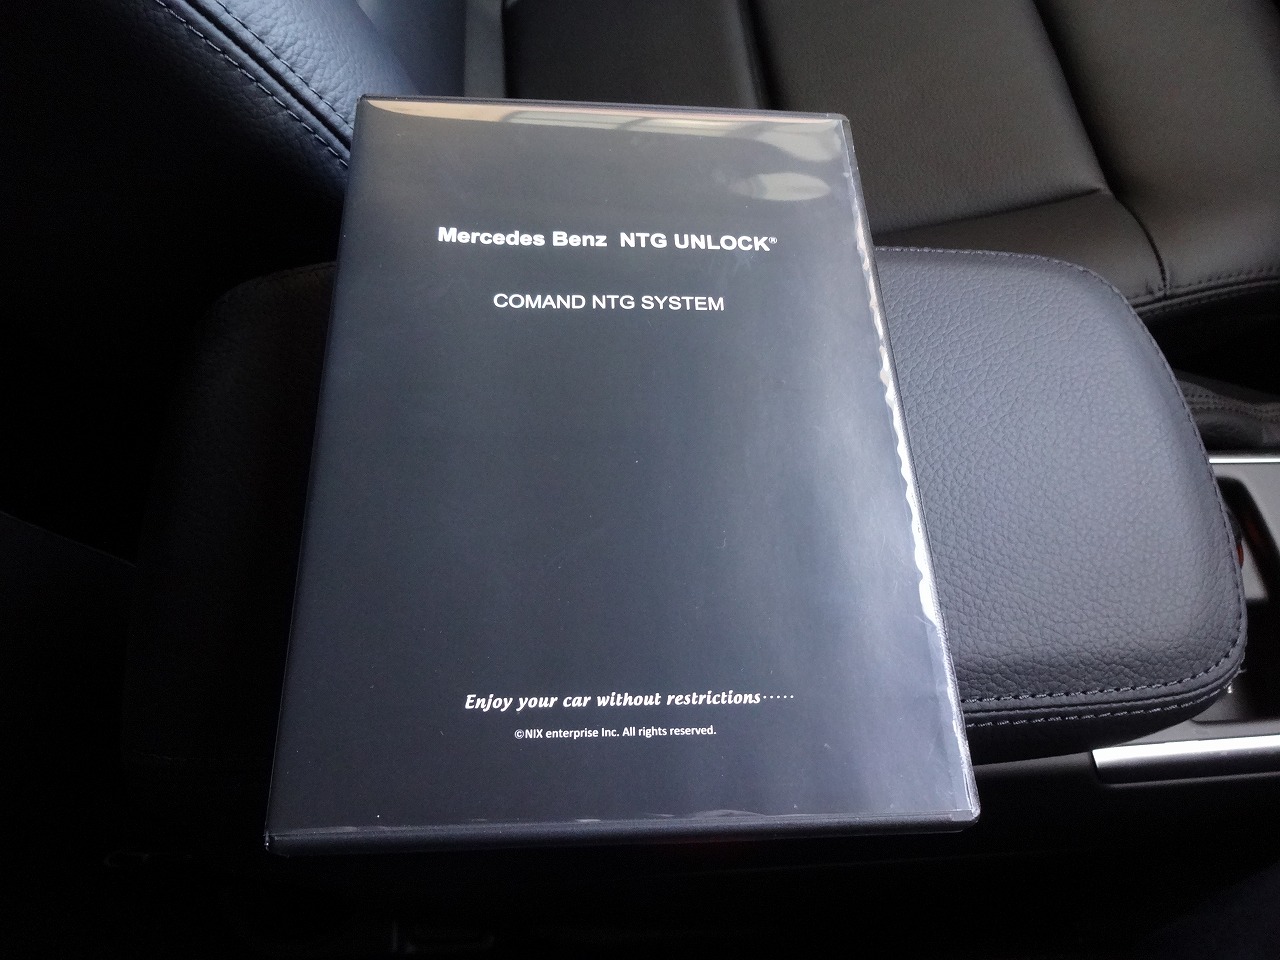 Mercedes Benz NTG UNLOCK®
COMAND NTG SYSTEM
Enjoy your car without restrictions·····
©NIX enterprise Inc. All rights reserved.